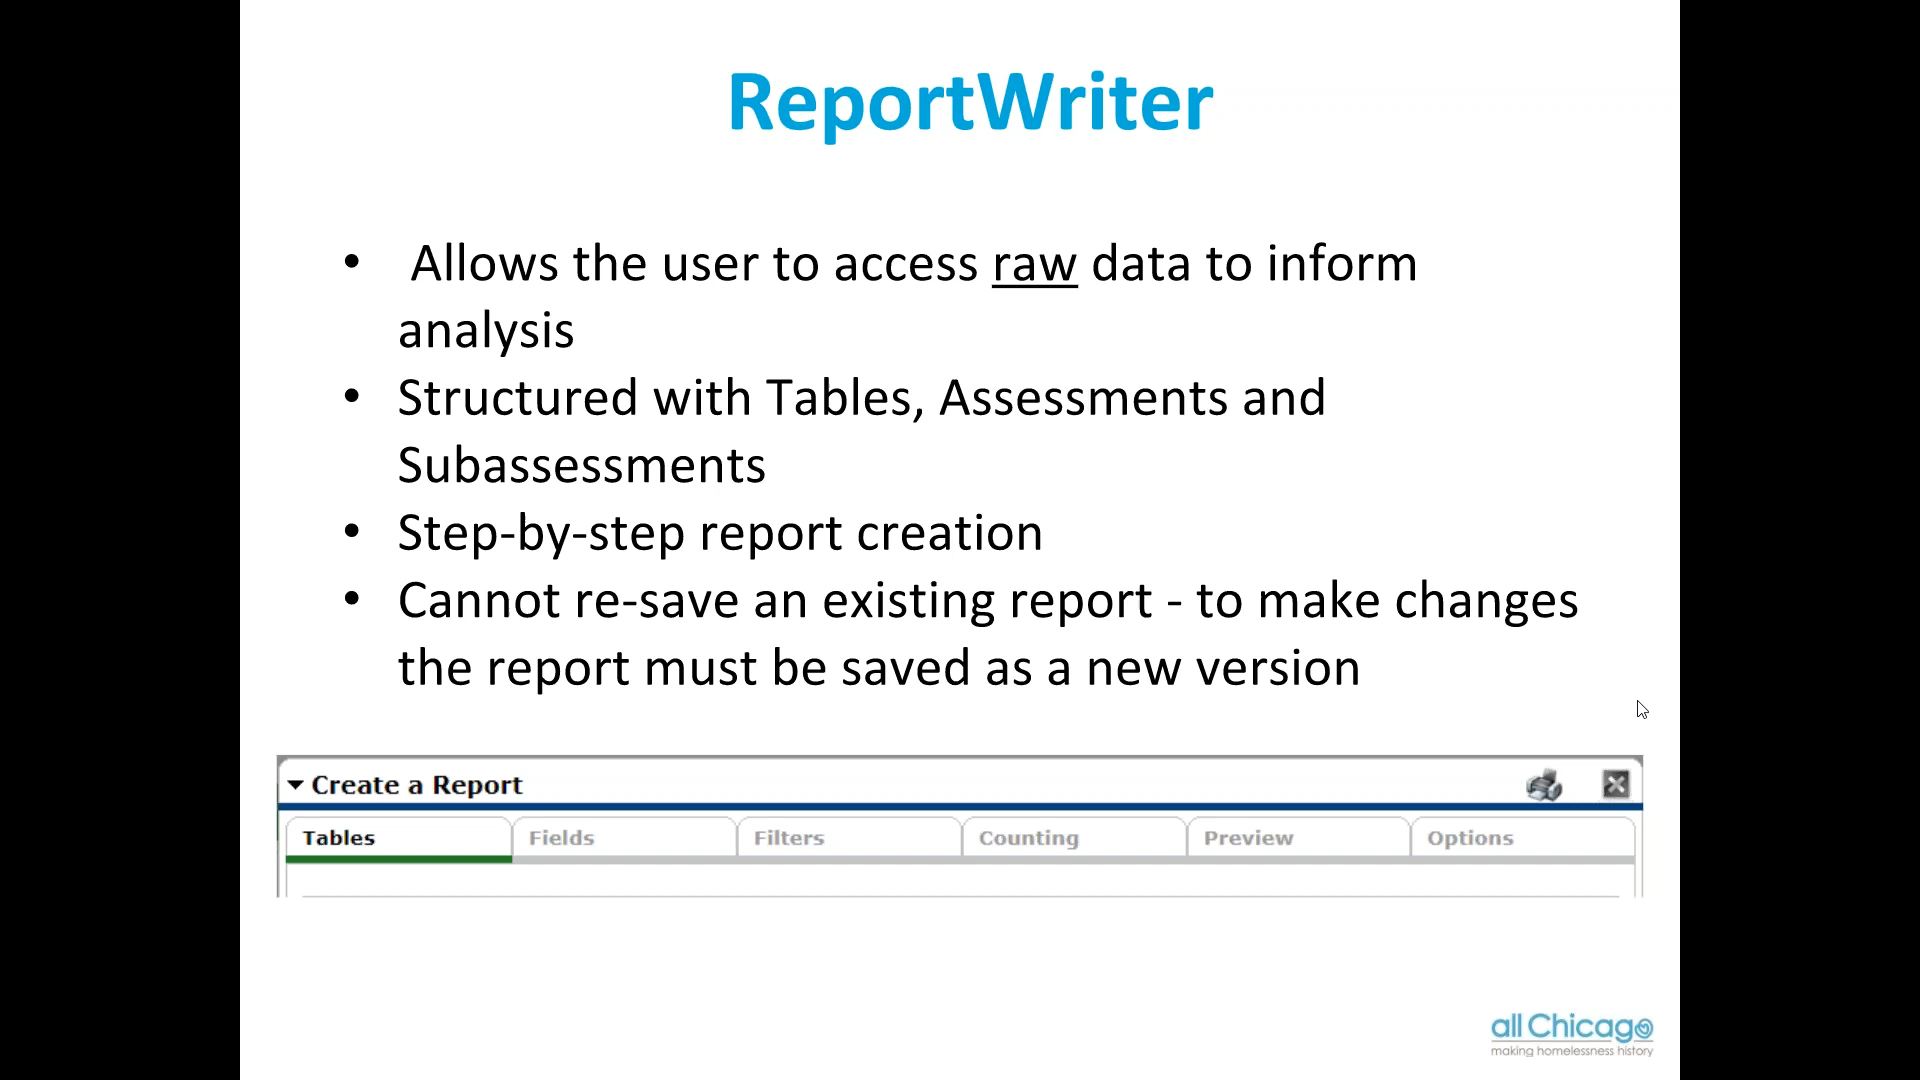 ReportWriter
• Allows the user to access raw data to inform
analysis
• Structured with Tables, Assessments and
Subassessments
• Step-by-step report creation
• Cannot re-save an existing report - to make changes
the report must be saved as a new version
Create a Report
Tables Fields Filters Counting Preview Options
all Chicago
making homelessness history